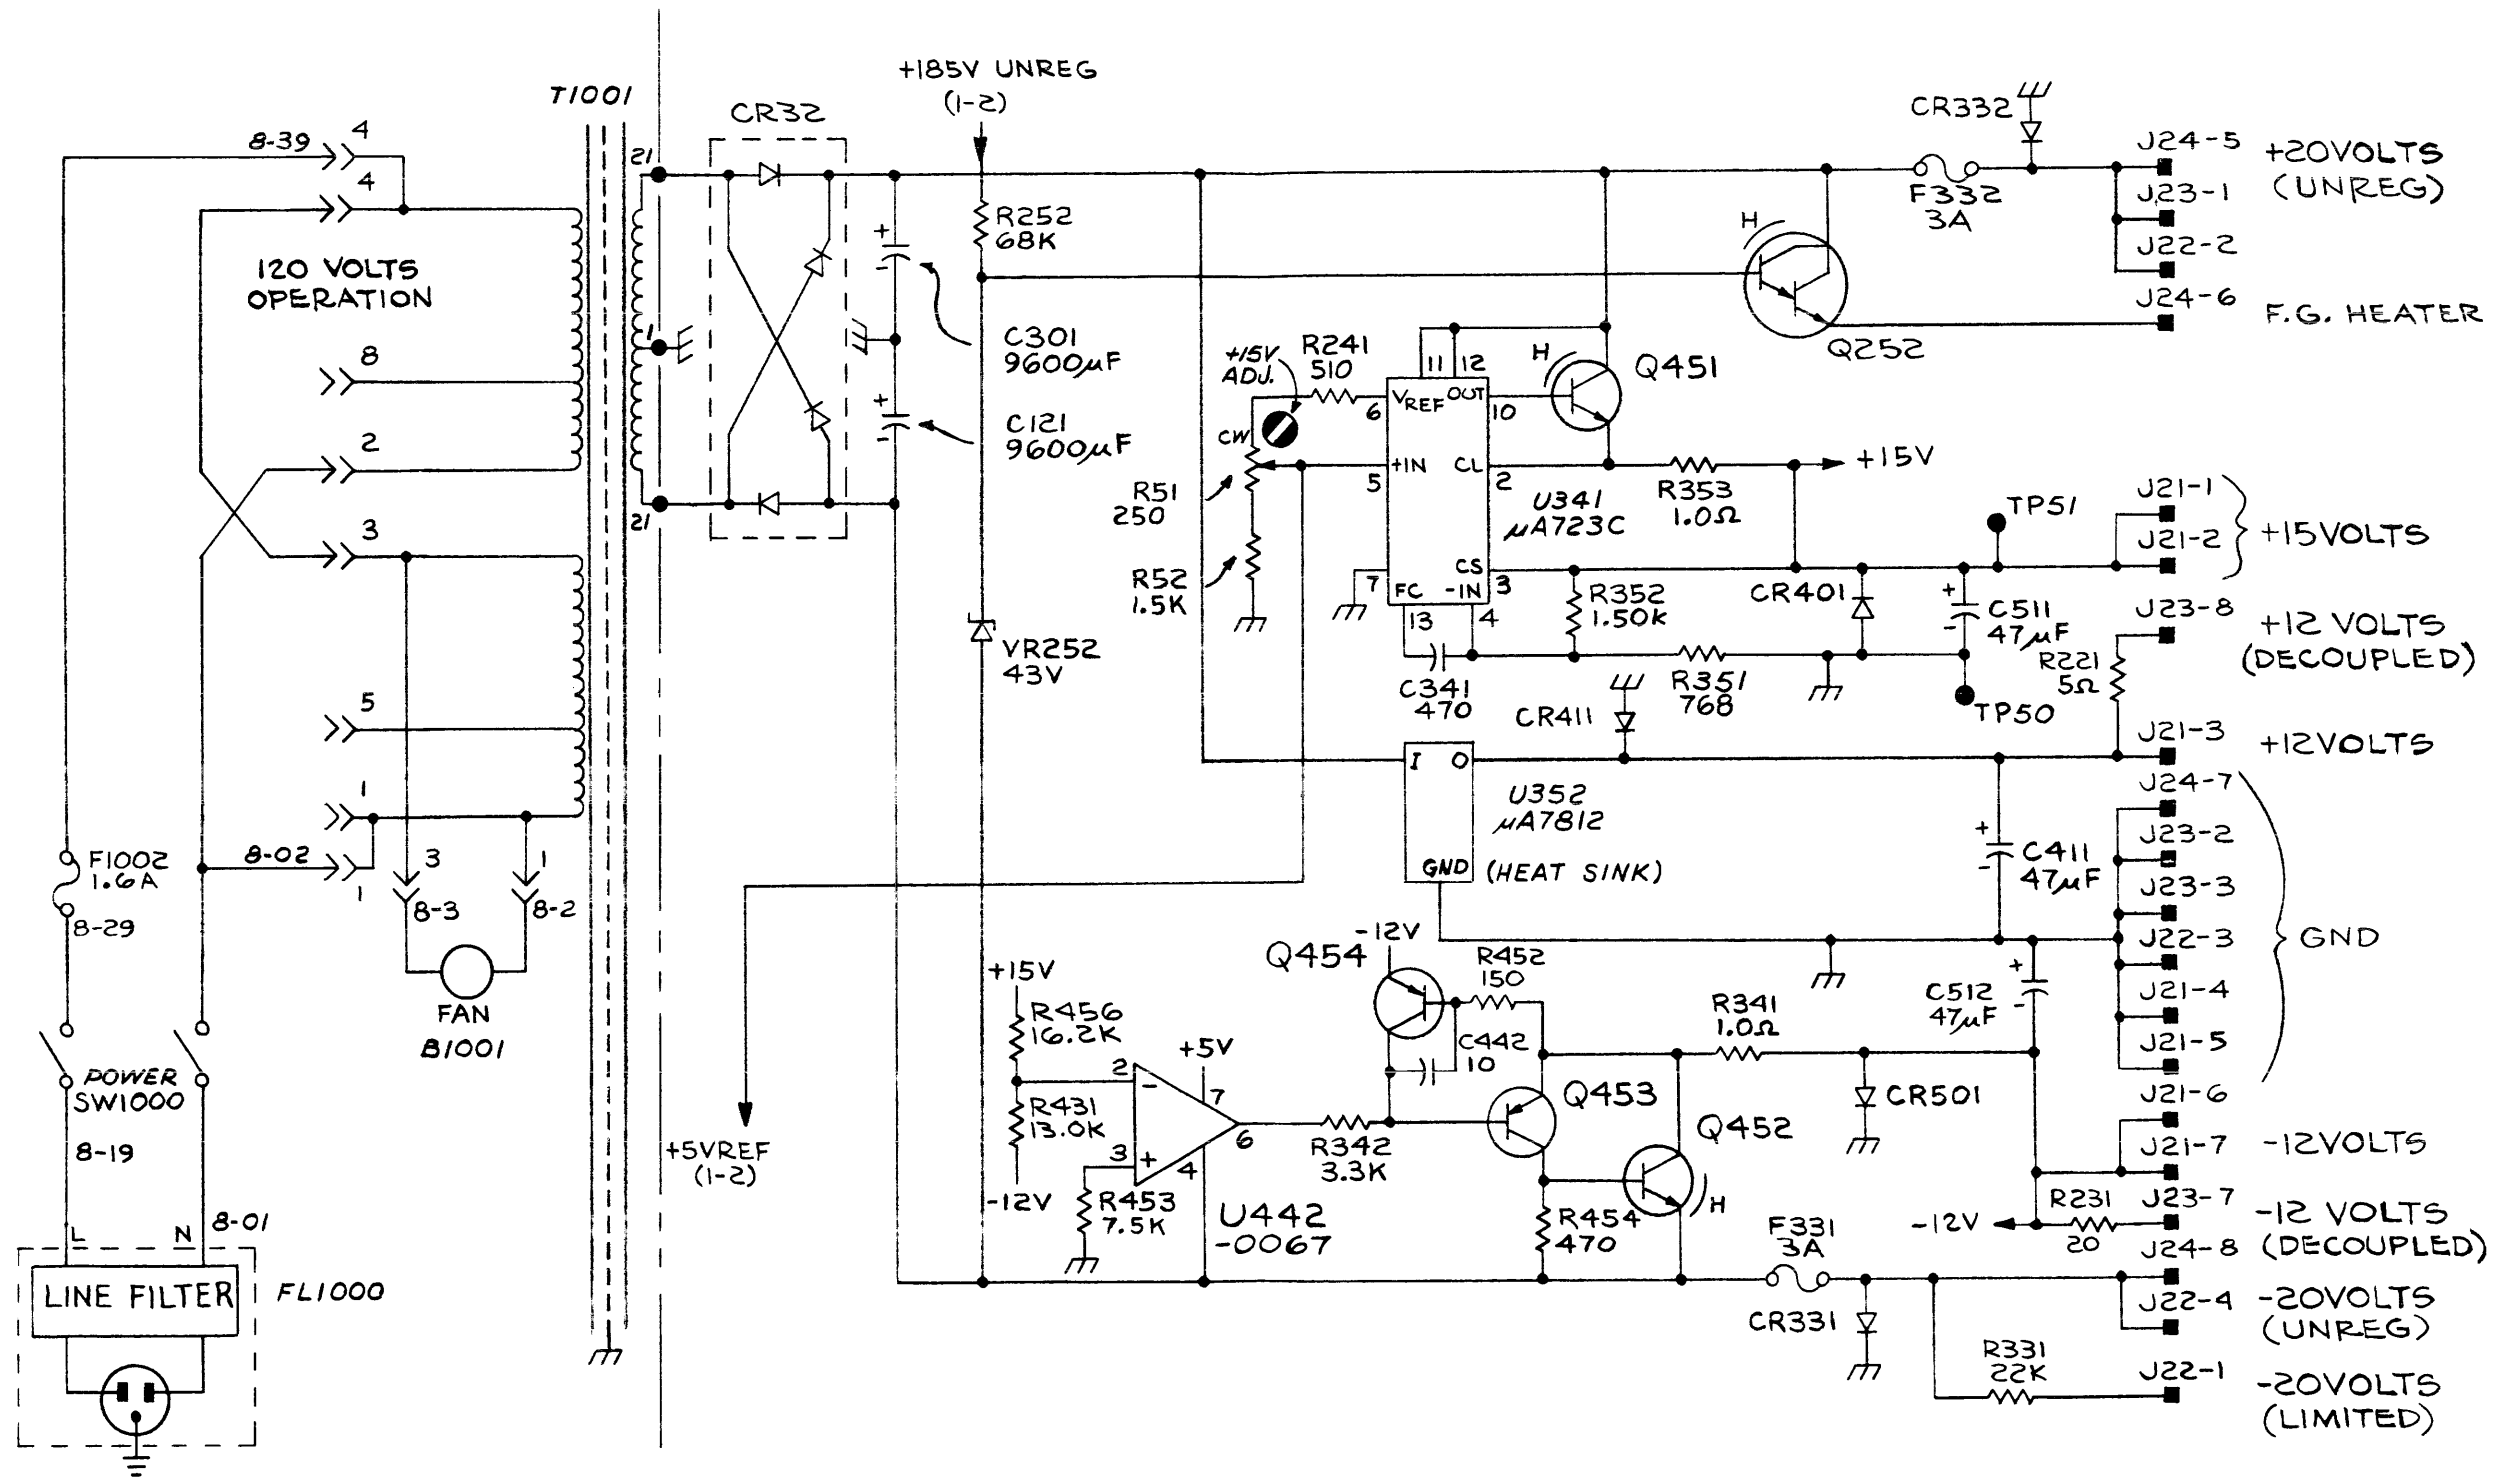 T1001
+185V UNREG
(1-2)
CR32
8-39
4
4
120 VOLTS
OPERATION
8
2
3
5
1
8-02
1
F1002
1.6A
8-29
3
8-3
1
8-2
FAN
B1001
POWER
SW1000
8-19
8-01
L
N
LINE FILTER
FL1000
21
1
21
+
-
+
-
C301
9600µF
C121
9600µF
R252
68K
VR252
43V
+15V
ADJ.
R241
510
CW
R51
250
R52
1.5K
6
VREF
OUT
10
11
12
+IN
CL
5
2
U341
µA723C
CS
7
FC
-IN
3
13
4
C341
470
H
Q451
R353
1.0Ω
+15V
R352
1.50K
R351
768
CR401
+
-
C511
47µF
TP51
TP50
H
Q252
CR332
F332
3A
J24-5
+20VOLTS
(UNREG)
J23-1
J22-2
J24-6
F.G. HEATER
J21-1
J21-2
+15VOLTS
J23-8
+12 VOLTS
(DECOUPLED)
R221
5Ω
J21-3
+12VOLTS
CR411
I
O
GND
U352
µA7812
(HEAT SINK)
+
-
C411
47µF
J24-7
J23-2
J23-3
J22-3
J21-4
J21-5
GND
+5VREF
(1-2)
+15V
R456
16.2K
R431
13.0K
-12V
2
-
3
+
+5V
7
4
6
R453
7.5K
U442
-0067
R342
3.3K
Q454
-12V
R452
150
C442
10
Q453
Q452
H
R454
470
R341
1.0Ω
CR501
C512
47µF
+
-
J21-6
J21-7
-12VOLTS
-12V
R231
20
J23-7
-12 VOLTS
(DECOUPLED)
F331
3A
CR331
J24-8
J22-4
-20VOLTS
(UNREG)
R331
22K
J22-1
-20VOLTS
(LIMITED)